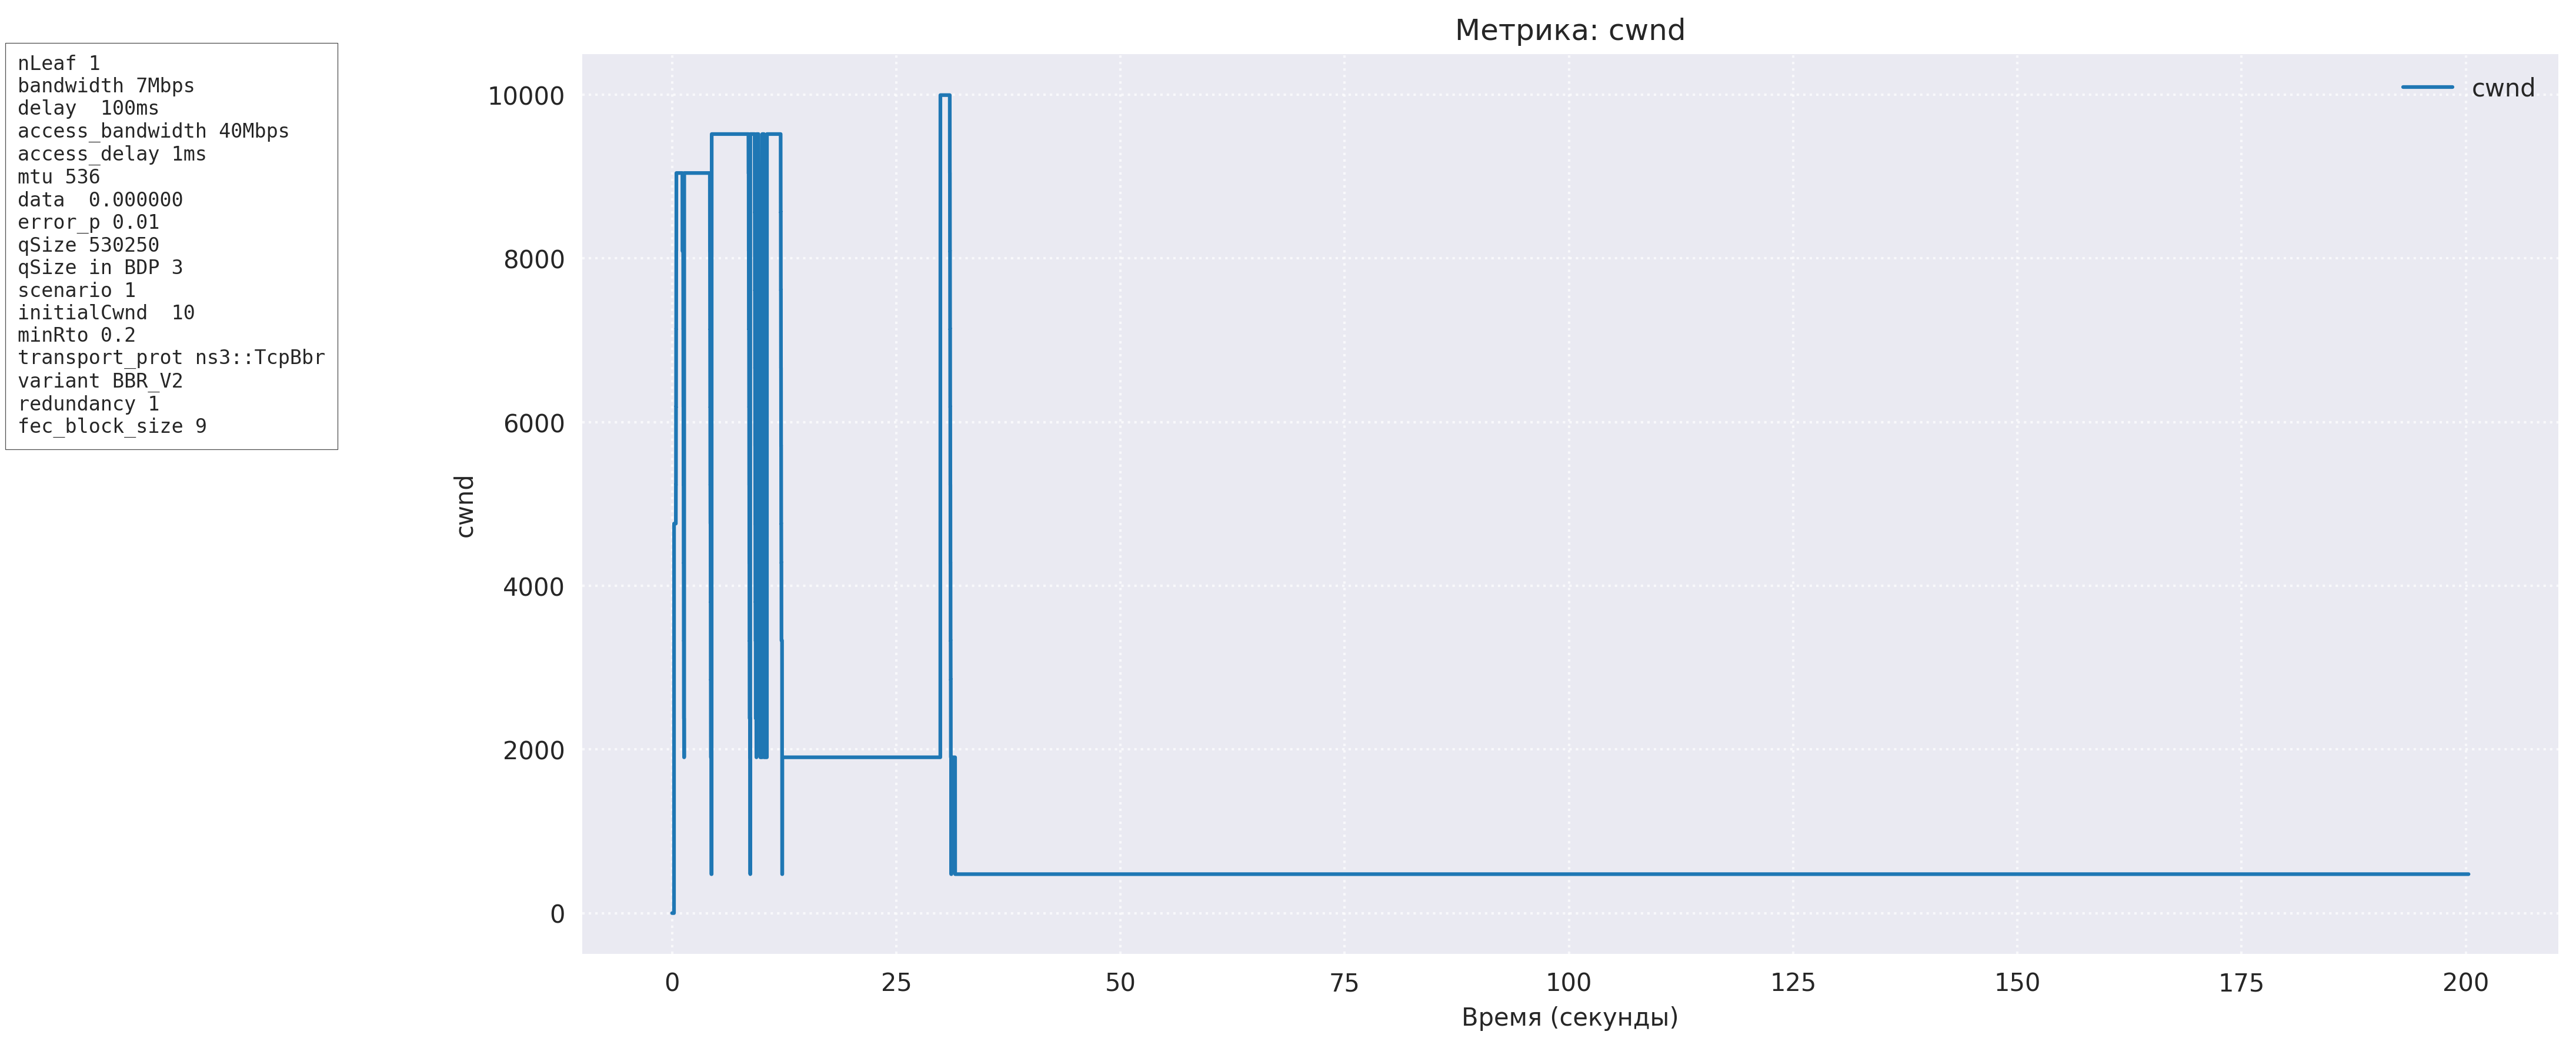 Метрика: cwnd
nLeaf 1
bandwidth 7Mbps
delay  100ms
access_bandwidth 40Mbps
access_delay 1ms
mtu 536
data  0.000000
error_p 0.01
qSize 530250
qSize in BDP 3
scenario 1
initialCwnd  10
minRto 0.2
transport_prot ns3::TcpBbr
variant BBR_V2
redundancy 1
fec_block_size 9
cwnd
cwnd
10000
8000
6000
4000
2000
0
0 25 50 75 100 125 150 175 200
Время (секунды)